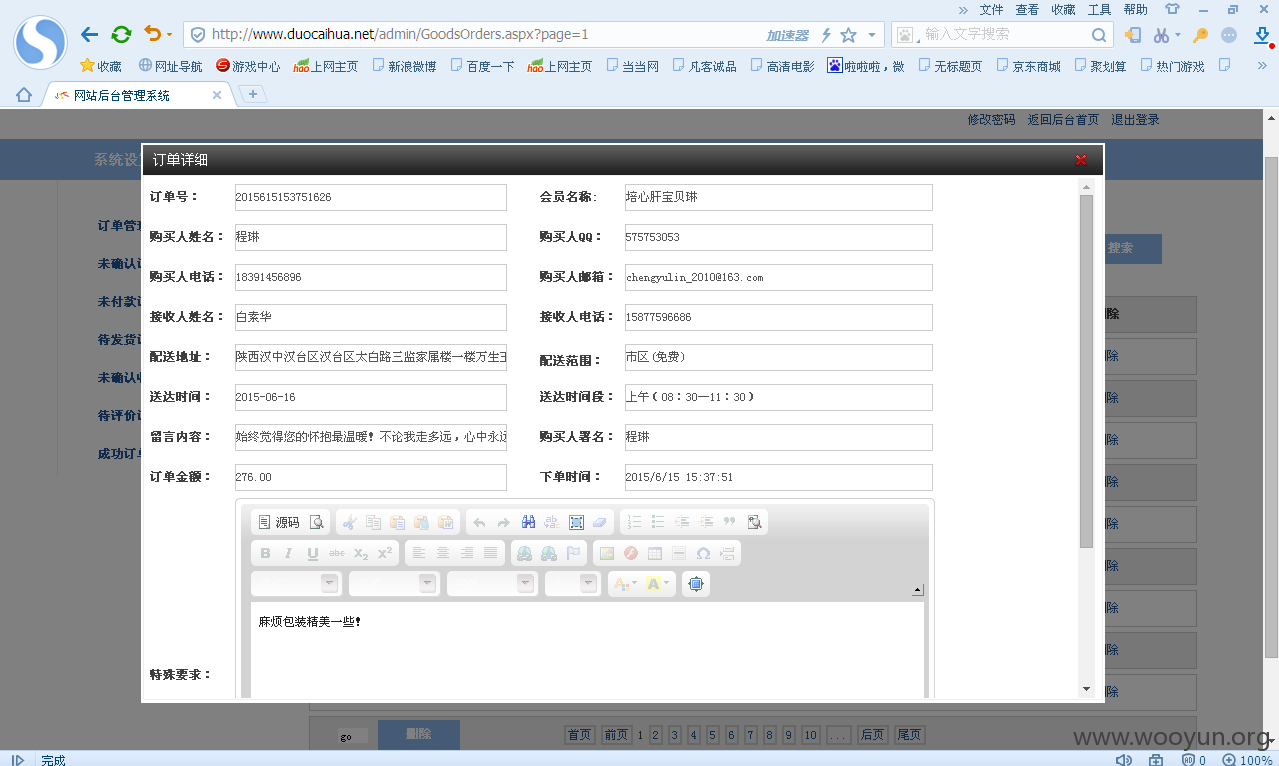 » 文件 查看 收藏 工具 帮助
http://www.duocaihua.net/admin/GoodsOrders.aspx?page=1 加速器 输入文字搜索
收藏 网址导航 游戏中心 hao 上网主页 新浪微博 百度一下 hao 上网主页 当当网 凡客诚品 高清电影 啦啦啦，微 无标题页 京东商城 聚划算 热门游戏 »
网站后台管理系统
修改密码 返回后台首页 退出登录
系统设
订单详细
订单号： 2015615153751626 会员名称: 培心肝宝贝琳
订单管
购买人姓名： 程琳 购买人QQ： 575753053
搜索
未确认
购买人电话： 18391456896 购买人邮箱： chengyulin_2010@163.com
未付款
接收人姓名： 白素华 接收人电话： 15877596686
除
待发货
配送地址： 陕西汉中汉台区汉台区太白路三监家属楼一楼万生 配送范围： 市区(免费)
除
未确认
送达时间： 2015-06-16 送达时间段： 上午（08：30—11：30）
除
待评价
留言内容： 始终觉得您的怀抱最温暖！不论我走多远，心中永远 购买人署名： 程琳
除
成功订单
订单金额： 276.00 下单时间： 2015/6/15 15:37:51
除
源码
除
B I U abc X₂ X²
除
A A
除
麻烦包装精美一些！
除
特殊要求：
除
go 删除 首页 前页 1 2 3 4 5 6 7 8 9 10 ... 后页 尾页
www.wooyun.org
完成 0 100%